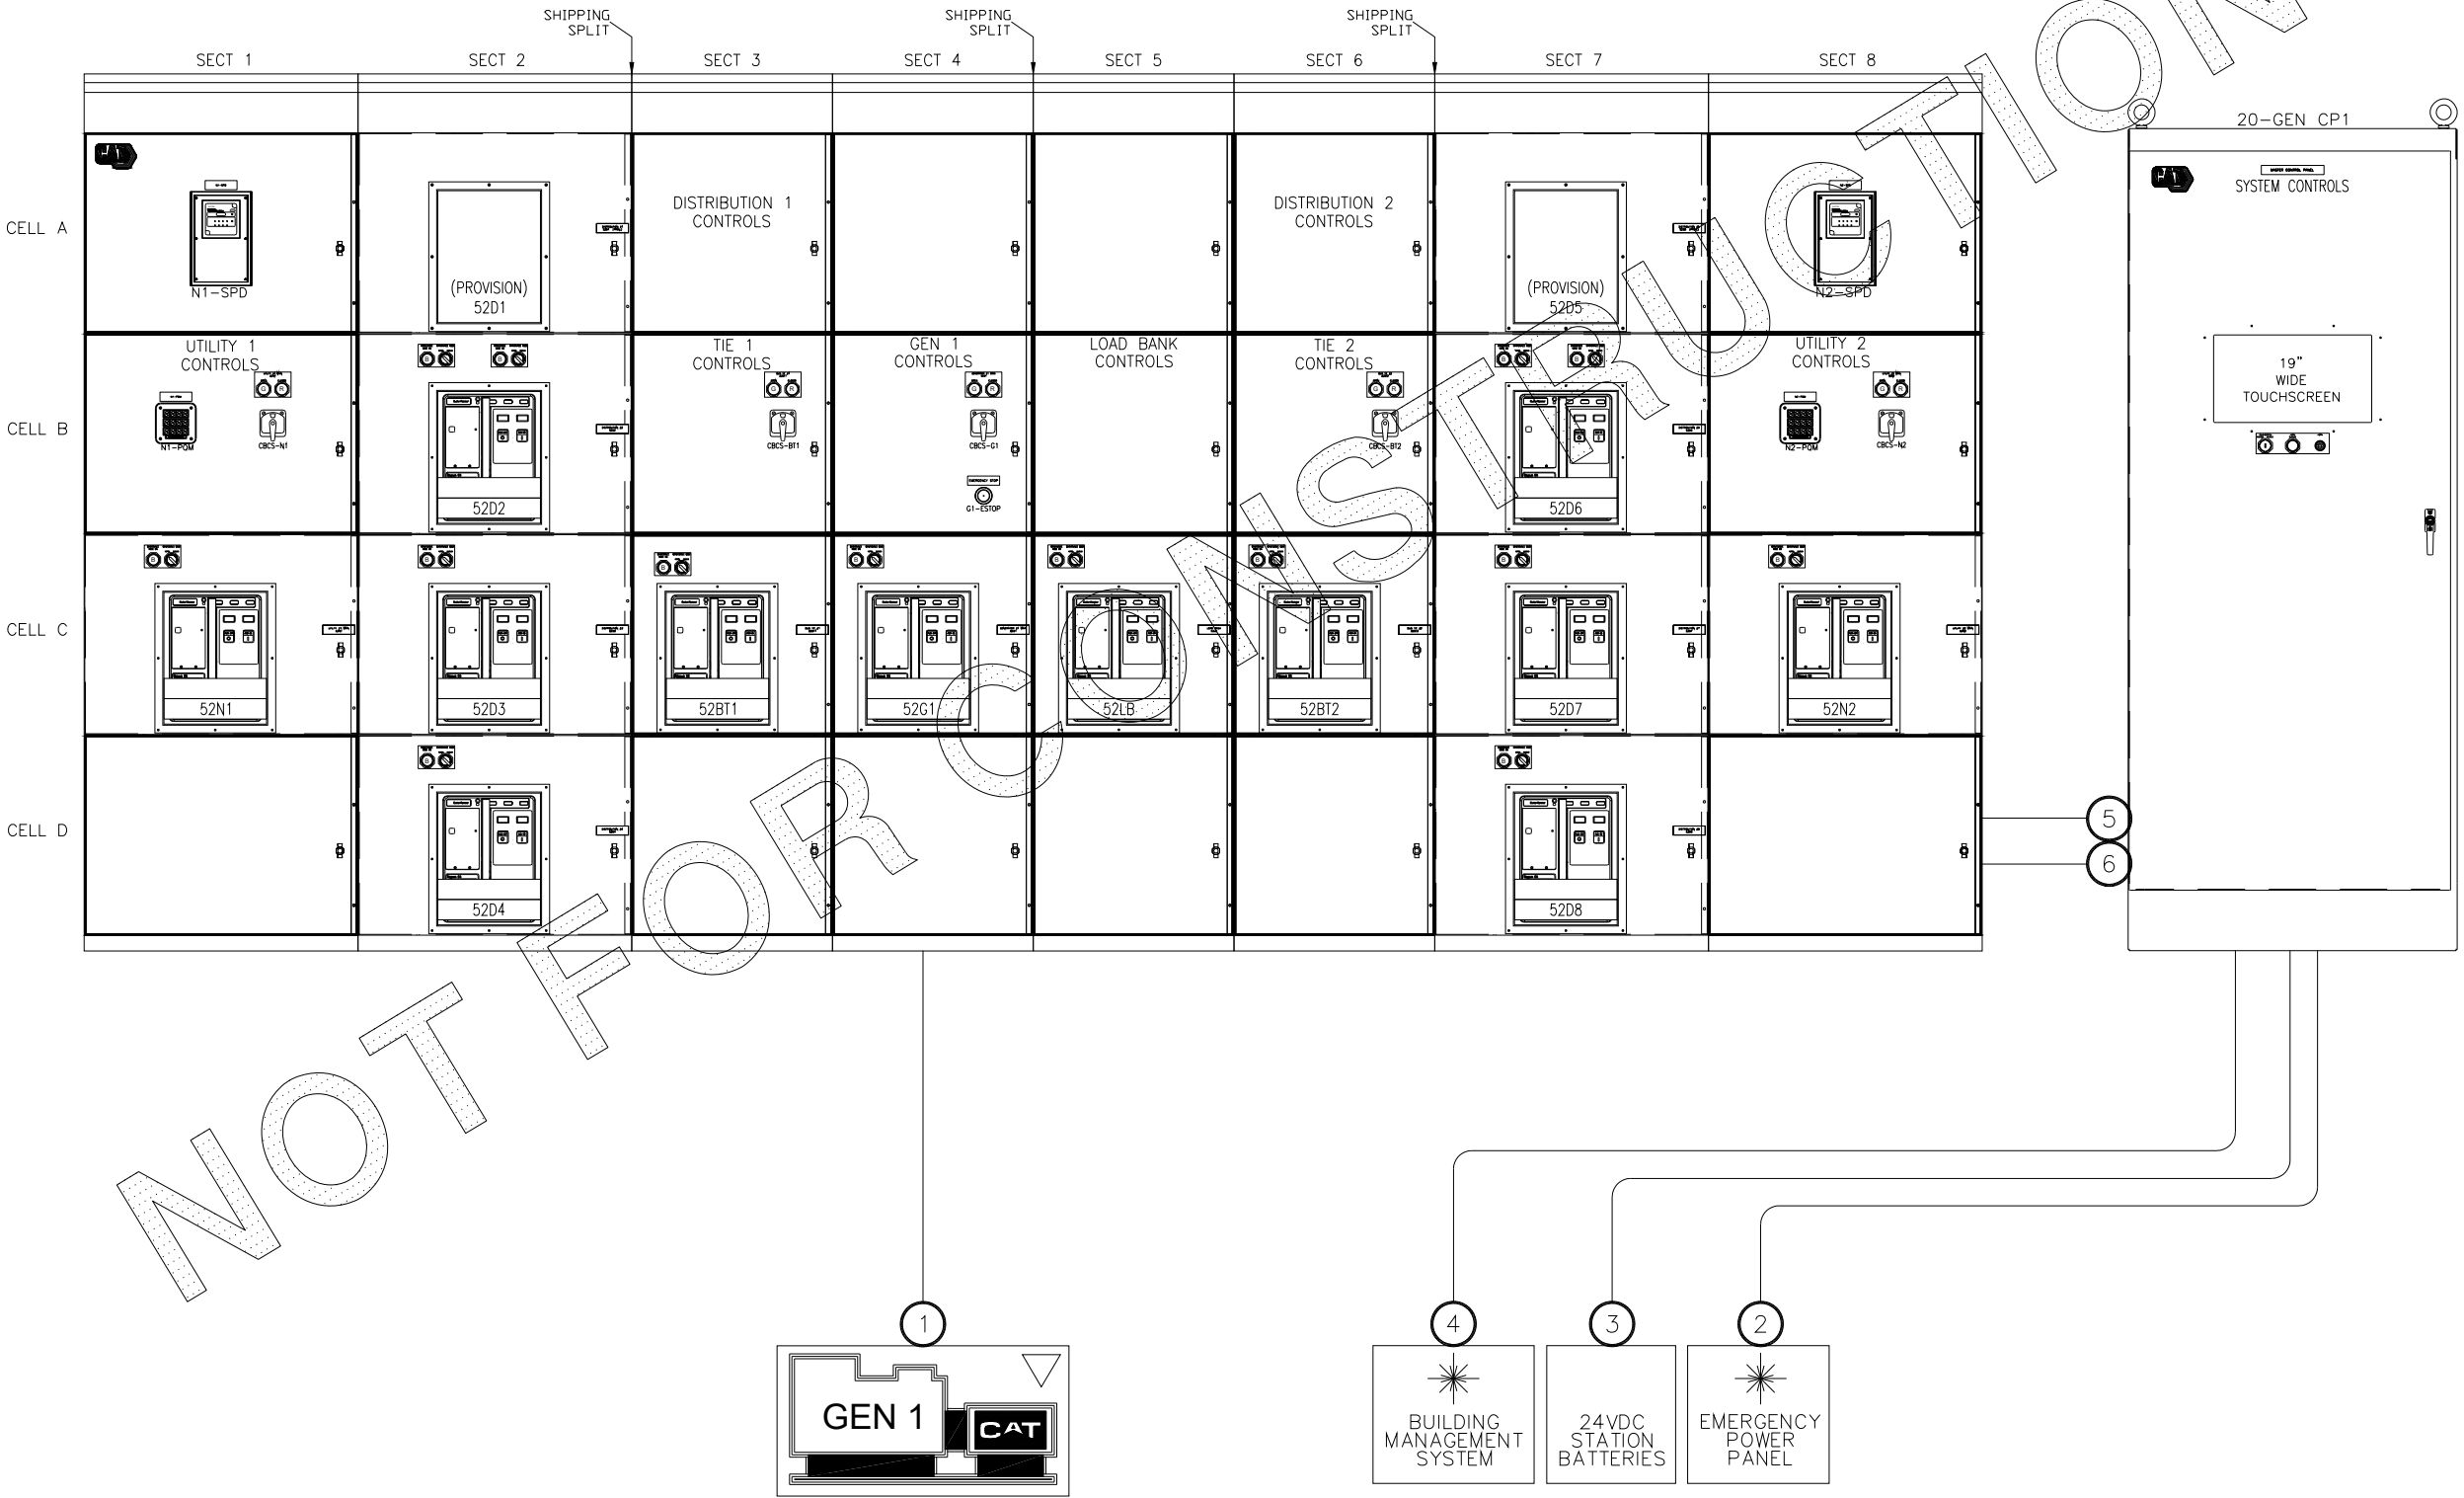 SHIPPING
SPLIT
SHIPPING
SPLIT
SHIPPING
SPLIT
SECT 1
SECT 2
SECT 3
SECT 4
SECT 5
SECT 6
SECT 7
SECT 8
20-GEN CP1
MASTER CONTROL PANEL
SYSTEM CONTROLS
CELL A
N1-SPD
(PROVISION)
52D1
DISTRIBUTION 1
CONTROLS
DISTRIBUTION 2
CONTROLS
(PROVISION)
52D5
N2-SPD
CELL B
UTILITY 1
CONTROLS
G R
N1-PQM
CBCS-N1
52D2
TIE 1
CONTROLS
G R
CBCS-BT1
GEN 1
CONTROLS
G R
CBCS-G1
EMERGENCY STOP
G1-ESTOP
LOAD BANK
CONTROLS
TIE 2
CONTROLS
G R
CBCS-BT2
52D6
UTILITY 2
CONTROLS
G R
N2-PQM
CBCS-N2
19"
WIDE
TOUCHSCREEN
CELL C
52N1
52D3
52BT1
52G1
52LB
52BT2
52D7
52N2
CELL D
52D4
52D8
5
6
1
GEN 1
CAT
4
BUILDING
MANAGEMENT
SYSTEM
3
24VDC
STATION
BATTERIES
2
EMERGENCY
POWER
PANEL
NOT FOR CONSTRUCTION